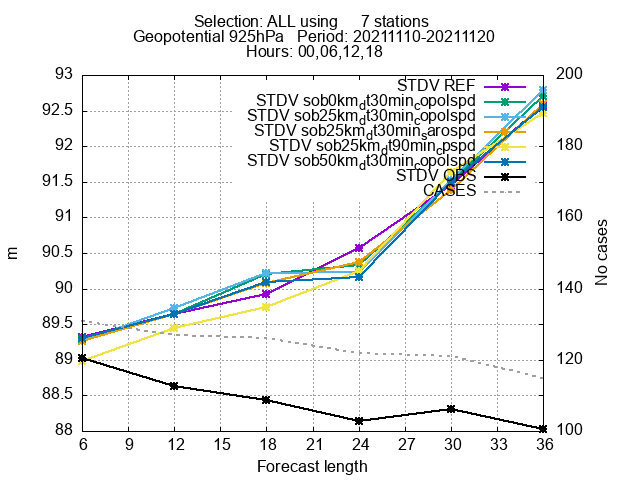 Selection: ALL using 7 stations
Geopotential 925hPa Period: 20211110-20211120
Hours: 00,06,12,18
STDV REF
STDV sob0km_dt30min_copolspd
STDV sob25km_dt30min_copolspd
STDV sob25km_dt30min_sarospd
STDV sob25km_dt90min_cpspd
STDV sob50km_dt30min_copolspd
STDV OBS
CASES
93
92.5
92
91.5
91
90.5
90
89.5
89
88.5
88
200
180
160
140
120
100
m
No cases
6 9 12 15 18 21 24 27 30 33 36
Forecast length